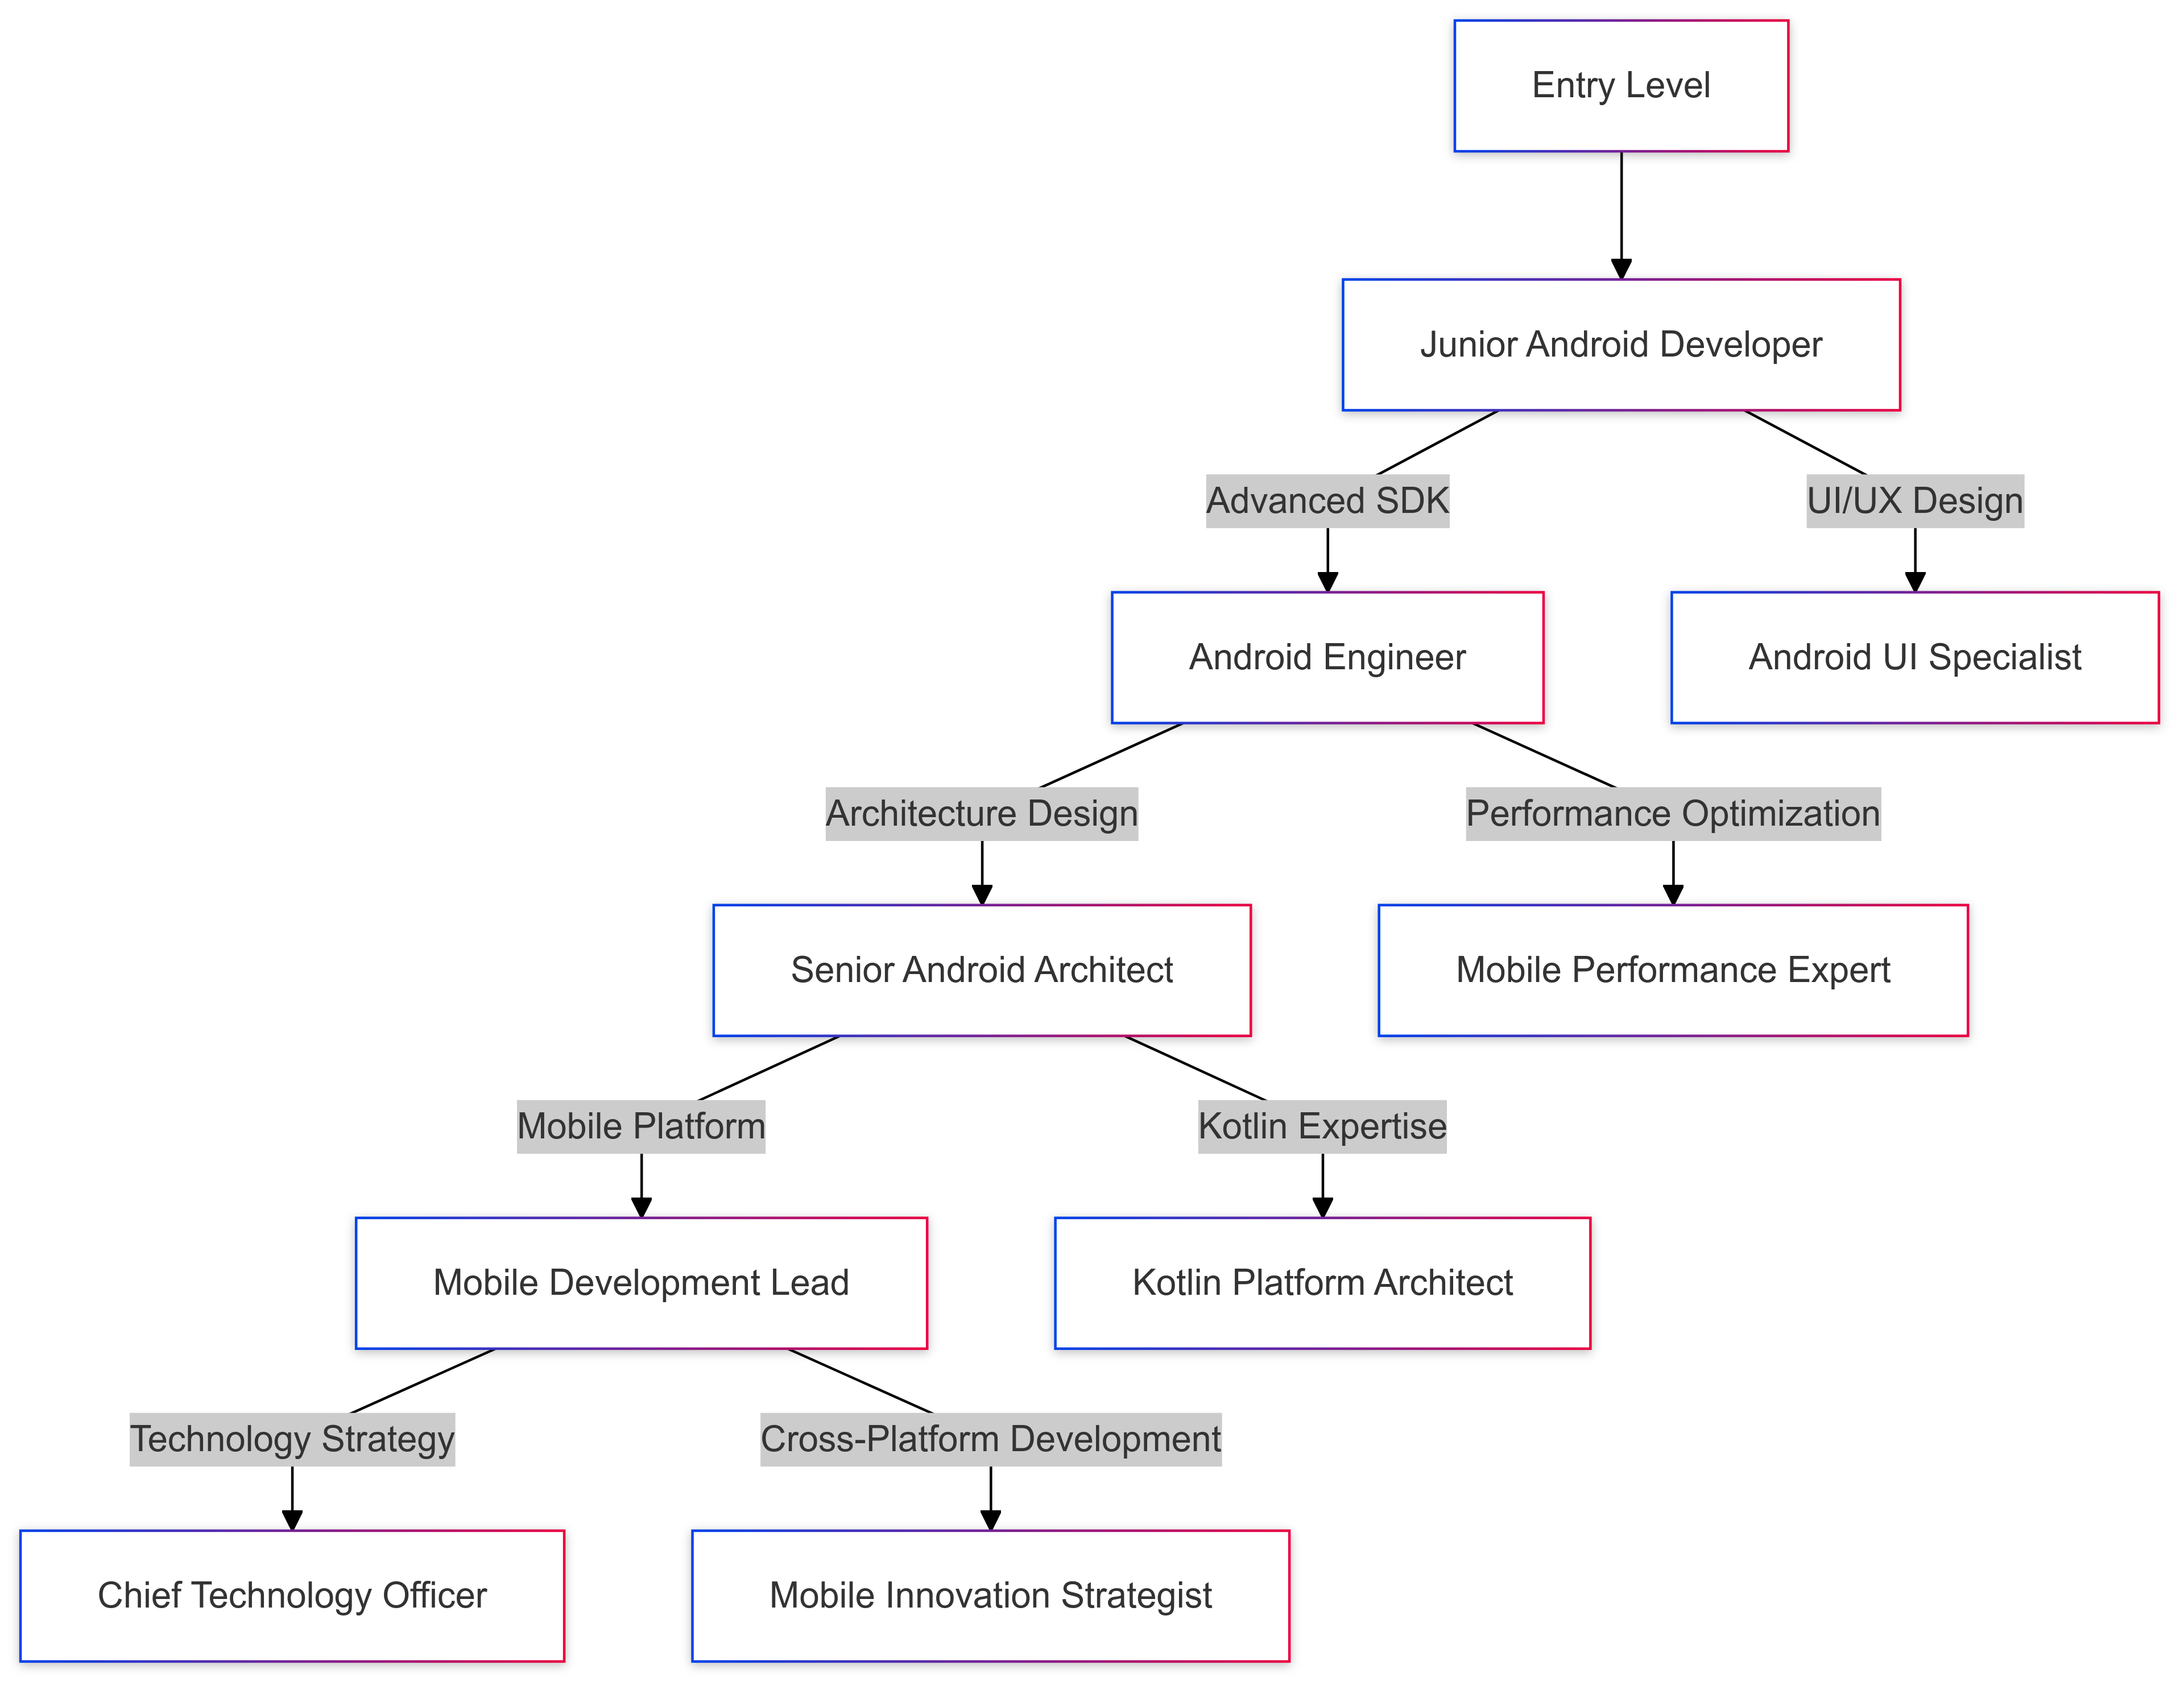 Entry Level
Junior Android Developer
Advanced SDK
UI/UX Design
Android Engineer
Android UI Specialist
Architecture Design
Performance Optimization
Senior Android Architect
Mobile Performance Expert
Mobile Platform
Kotlin Expertise
Mobile Development Lead
Kotlin Platform Architect
Technology Strategy
Cross-Platform Development
Chief Technology Officer
Mobile Innovation Strategist